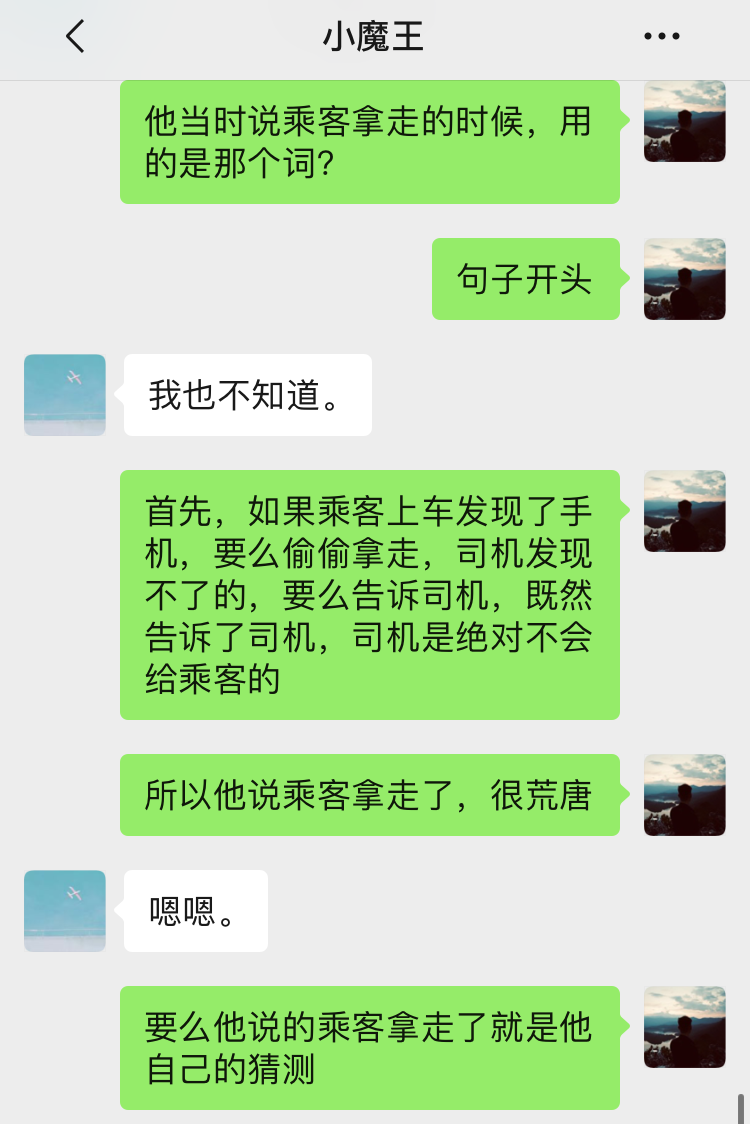 小魔王
他当时说乘客拿走的时候，用
的是那个词？
句子开头
我也不知道。
首先，如果乘客上车发现了手
机，要么偷偷拿走，司机发现
不了的，要么告诉司机，既然
告诉了司机，司机是绝对不会
给乘客的
所以他说乘客拿走了，很荒唐
嗯嗯。
要么他说的乘客拿走了就是他
自己的猜测